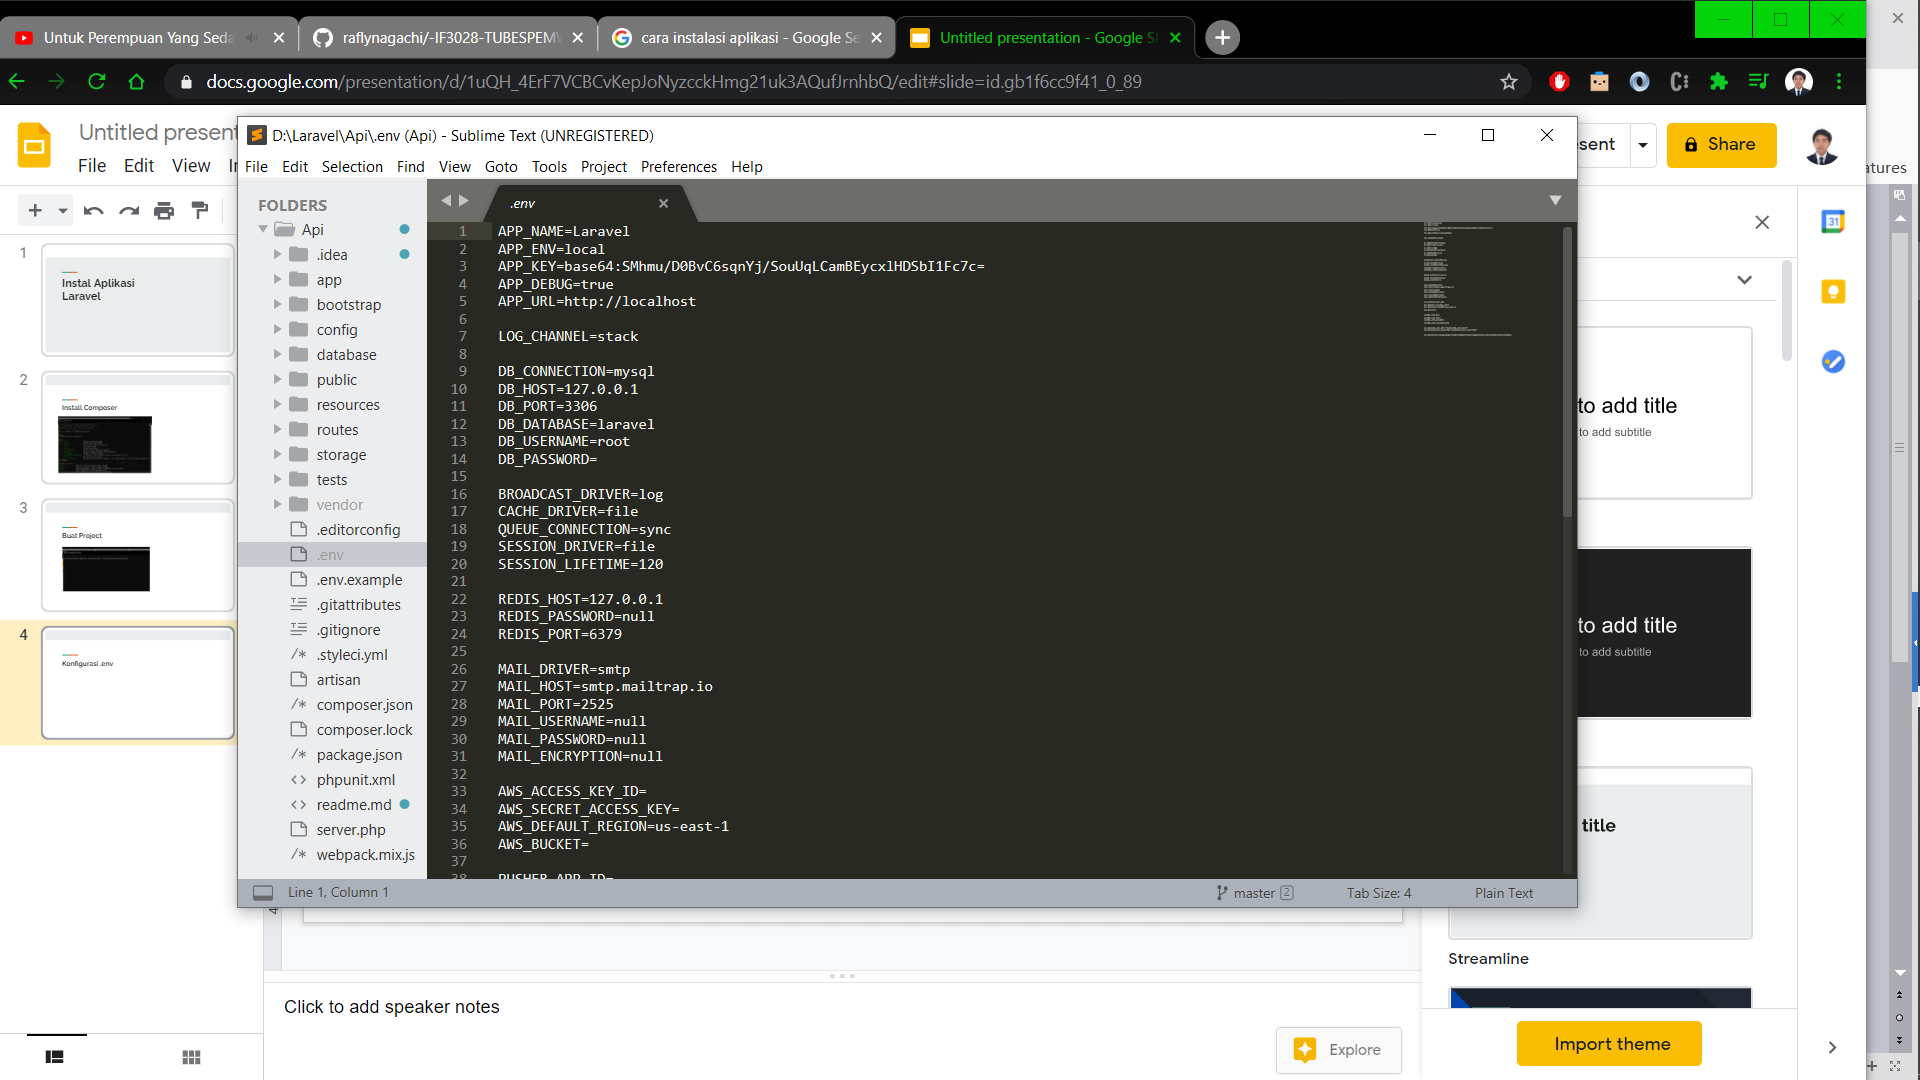 Untuk Perempuan Yang Seda
raflynagachi/-IF3028-TUBESPEMW
cara instalasi aplikasi - Google Se
Untitled presentation - Google Sl
docs.google.com/presentation/d/1uQH_4ErF7VCBCvKepJoNyzcckHmg21uk3AQufJrnhbQ/edit#slide=id.gb1f6cc9f41_0_89
Untitled present
File Edit View
Share
atures
D:\Laravel\Api\.env (Api) - Sublime Text (UNREGISTERED)
File Edit Selection Find View Goto Tools Project Preferences Help
FOLDERS
Api
.idea
app
bootstrap
config
database
public
resources
routes
storage
tests
vendor
.editorconfig
.env
.env.example
.gitattributes
.gitignore
.styleci.yml
artisan
composer.json
composer.lock
package.json
phpunit.xml
readme.md
server.php
webpack.mix.js
.env
1 APP_NAME=Laravel
2 APP_ENV=local
3 APP_KEY=base64:SMhmu/D0BvC6sqnYj/SouUqLCamBEycxlHDSbI1Fc7c=
4 APP_DEBUG=true
5 APP_URL=http://localhost
6
7 LOG_CHANNEL=stack
8
9 DB_CONNECTION=mysql
10 DB_HOST=127.0.0.1
11 DB_PORT=3306
12 DB_DATABASE=laravel
13 DB_USERNAME=root
14 DB_PASSWORD=
15
16 BROADCAST_DRIVER=log
17 CACHE_DRIVER=file
18 QUEUE_CONNECTION=sync
19 SESSION_DRIVER=file
20 SESSION_LIFETIME=120
21
22 REDIS_HOST=127.0.0.1
23 REDIS_PASSWORD=null
24 REDIS_PORT=6379
25
26 MAIL_DRIVER=smtp
27 MAIL_HOST=smtp.mailtrap.io
28 MAIL_PORT=2525
29 MAIL_USERNAME=null
30 MAIL_PASSWORD=null
31 MAIL_ENCRYPTION=null
32
33 AWS_ACCESS_KEY_ID=
34 AWS_SECRET_ACCESS_KEY=
35 AWS_DEFAULT_REGION=us-east-1
36 AWS_BUCKET=
37
38 PUSHER_APP_ID=
Line 1, Column 1
master 2
Tab Size: 4
Plain Text
1
Instal Aplikasi
Laravel
2
Install Composer
3
Buat Project
4
Konfigurasi .env
sent
31
to add title
to add subtitle
to add title
to add subtitle
title
Streamline
Import theme
4
Click to add speaker notes
Explore